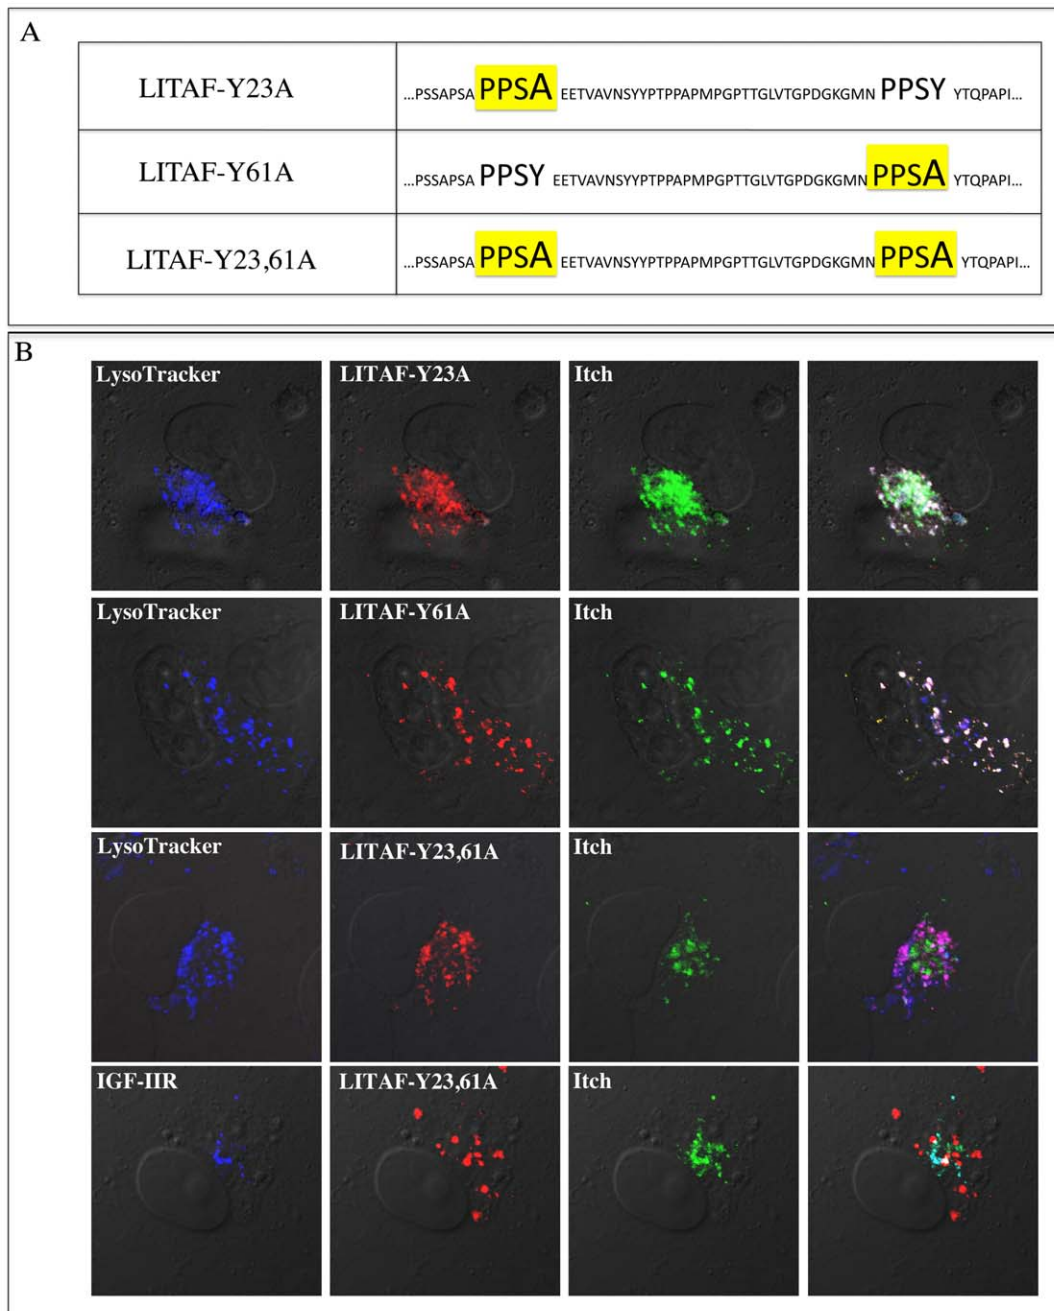 A
LITAF-Y23A
...PSSAPSA PPSA EETVAVNSYYPTPPAPMPGPTTGLVTGPDGKGMN PPSY YTQPAPI...
LITAF-Y61A
...PSSAPSA PPSY EETVAVNSYYPTPPAPMPGPTTGLVTGPDGKGMN PPSA YTQPAPI...
LITAF-Y23,61A
...PSSAPSA PPSA EETVAVNSYYPTPPAPMPGPTTGLVTGPDGKGMN PPSA YTQPAPI...
B
LysoTracker LITAF-Y23A Itch
LysoTracker LITAF-Y61A Itch
LysoTracker LITAF-Y23,61A Itch
IGF-IIR LITAF-Y23,61A Itch